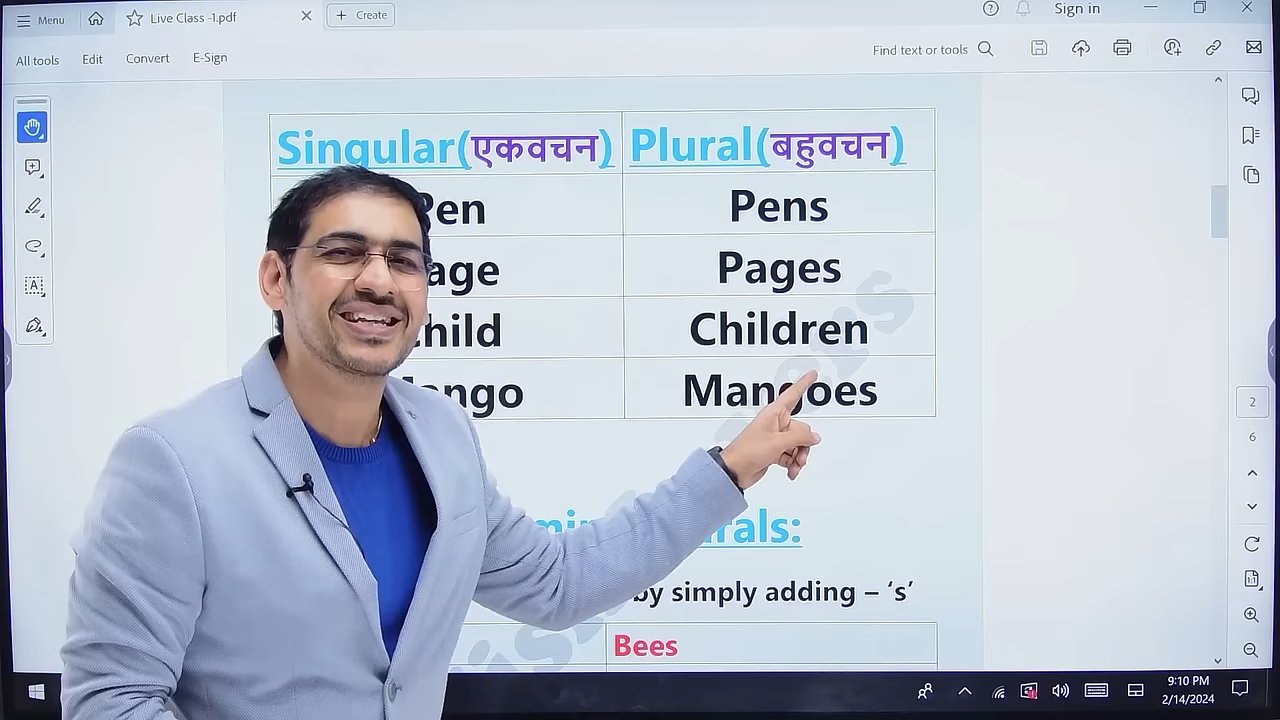 Menu
Live Class -1.pdf
Create
Sign in
All tools Edit Convert E-Sign
Find text or tools
Singular(एकवचन) Plural(बहुवचन)
Pen Pens
age Pages
hild Children
ango Mangoes
rals:
by simply adding – ‘s’
Bees
2
6
9:10 PM
2/14/2024